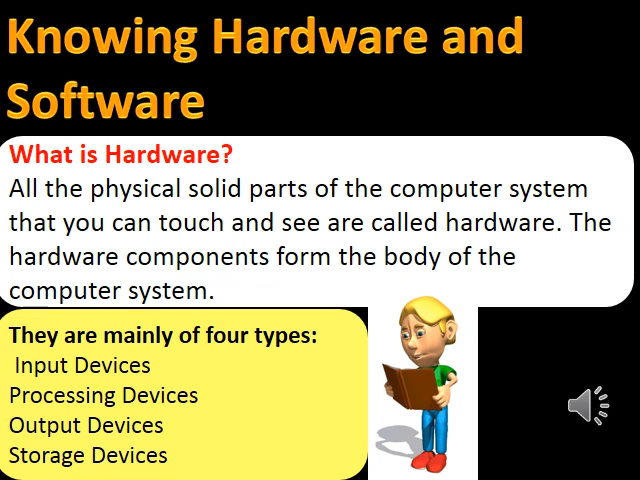 Knowing Hardware and
Software
What is Hardware?
All the physical solid parts of the computer system
that you can touch and see are called hardware. The
hardware components form the body of the
computer system.
They are mainly of four types:
Input Devices
Processing Devices
Output Devices
Storage Devices